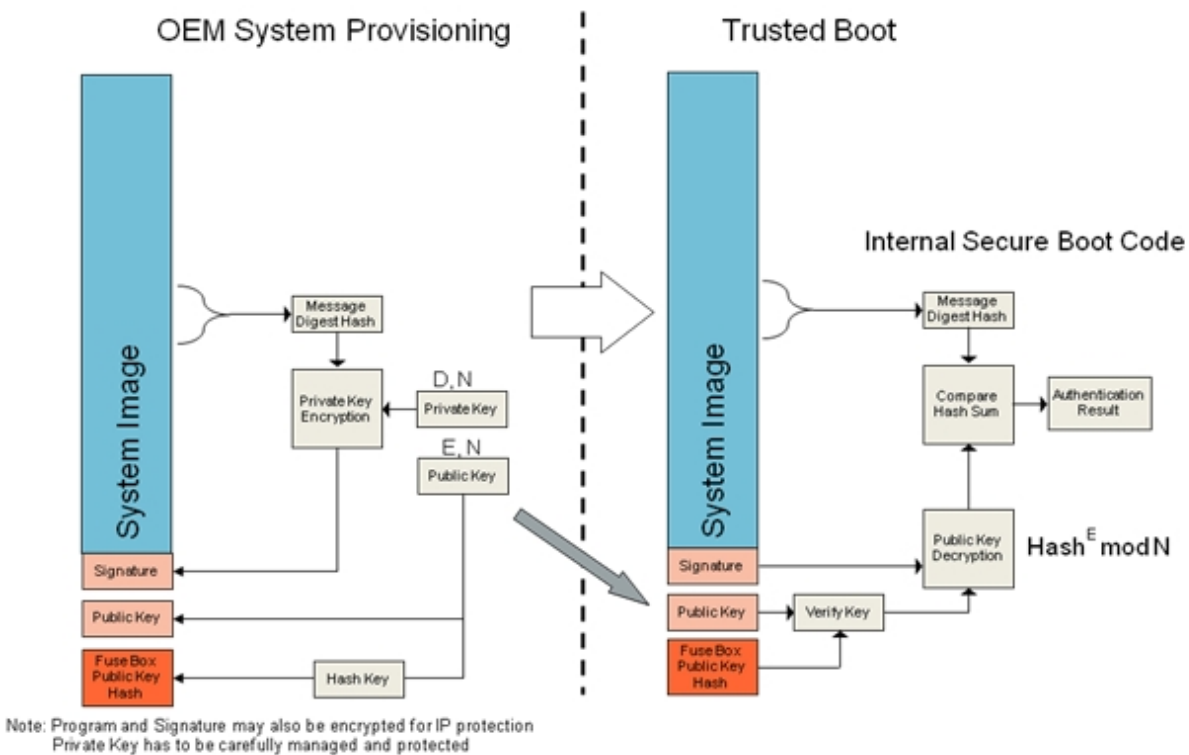 OEM System Provisioning
Trusted Boot
System Image
Message
Digest Hash
Private Key
Encryption
D, N
Private Key
E, N
Public Key
Signature
Public Key
Fuse Box
Public Key
Hash
Hash Key
Note: Program and Signature may also be encrypted for IP protection
Private Key has to be carefully managed and protected
Internal Secure Boot Code
System Image
Message
Digest Hash
Compare
Hash Sum
Authentication
Result
Public Key
Decryption
Hash^E mod N
Signature
Public Key
Verify Key
Fuse Box
Public Key
Hash